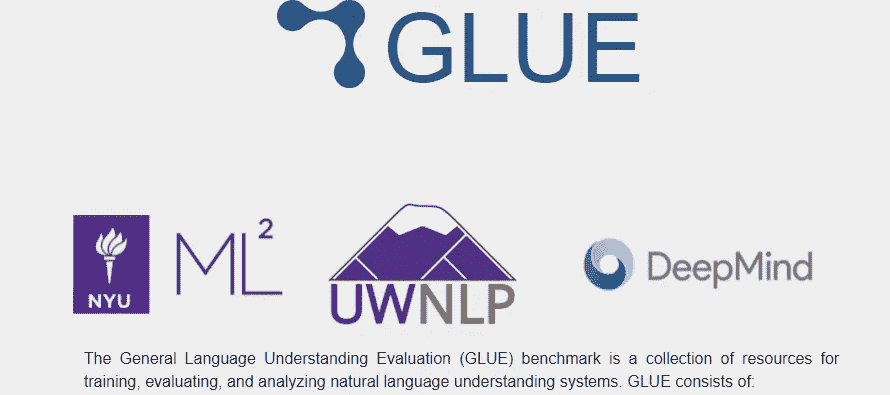 GLUE
NYU
ML²
UWNLP
DeepMind
The General Language Understanding Evaluation (GLUE) benchmark is a collection of resources for
training, evaluating, and analyzing natural language understanding systems. GLUE consists of: